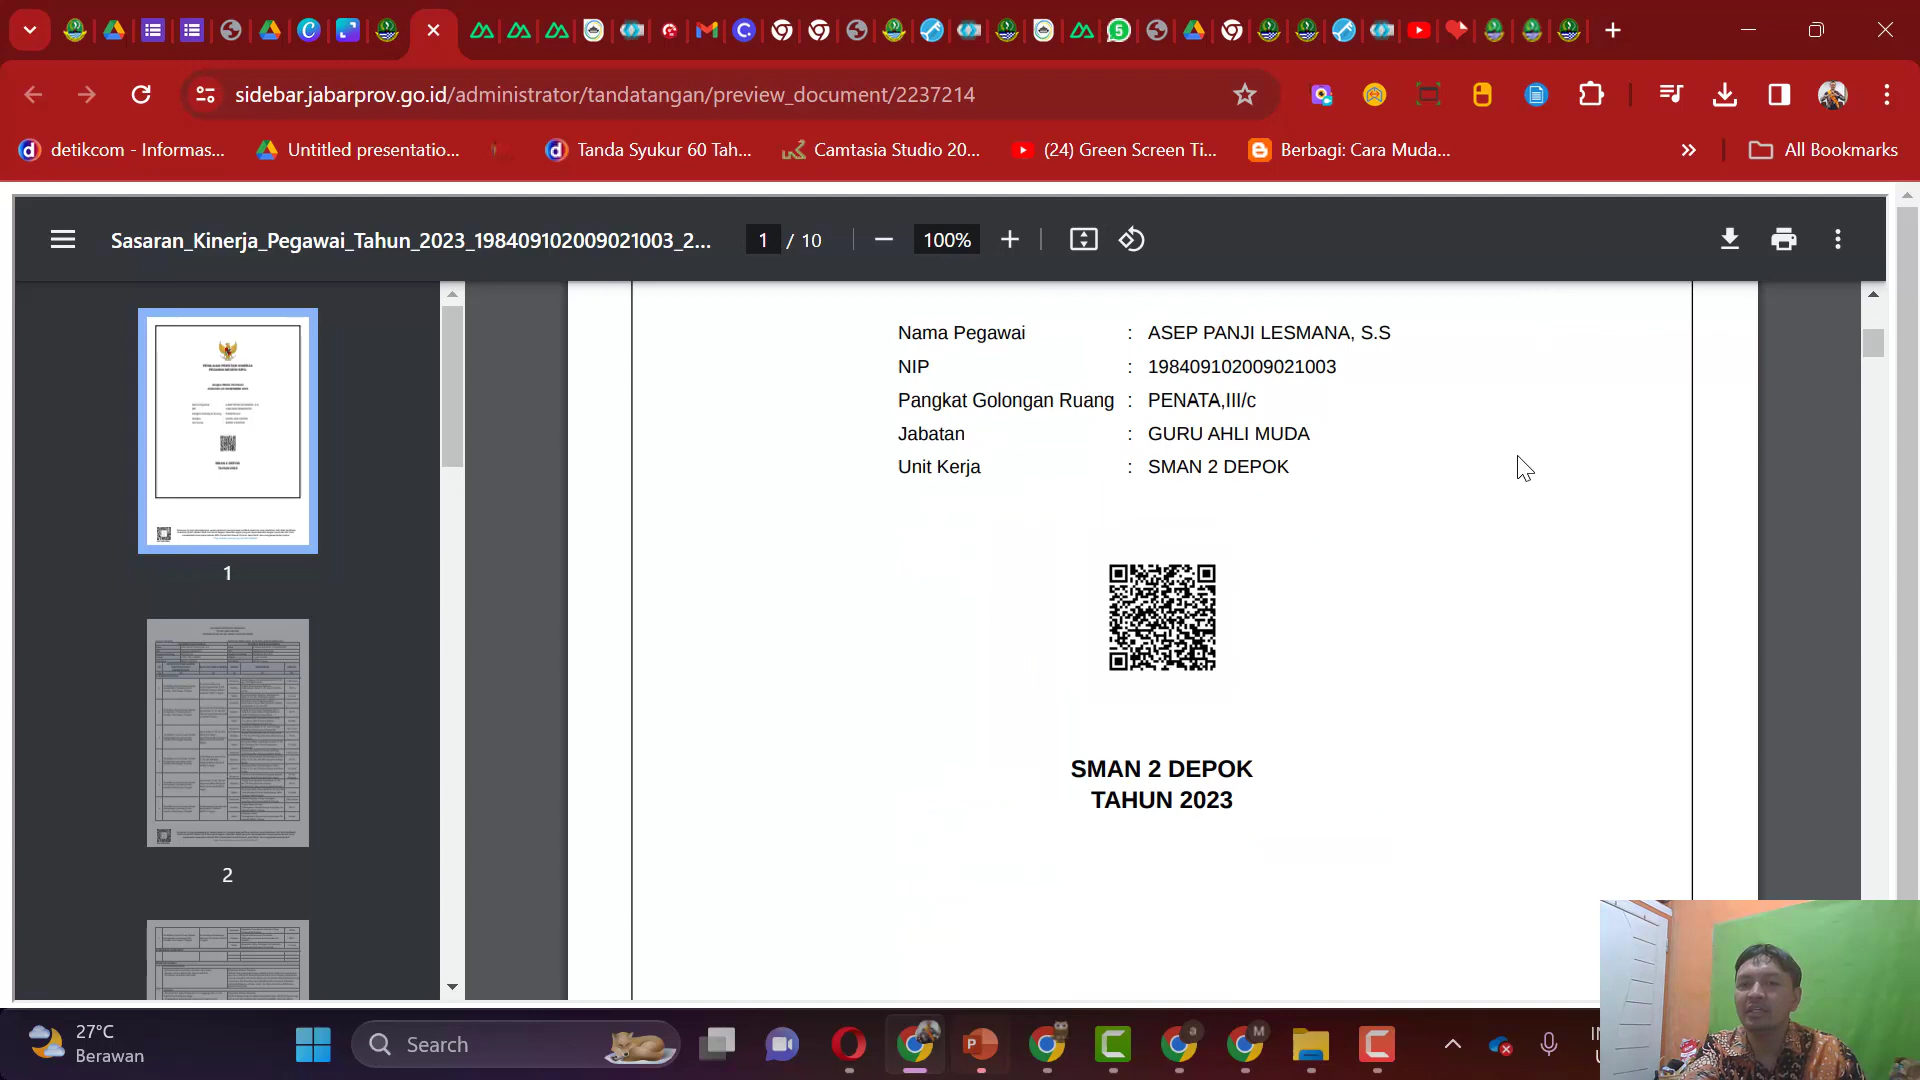 sidebar.jabarprov.go.id/administrator/tandatangan/preview_document/2237214
detikcom - Informas...
Untitled presentatio...
Tanda Syukur 60 Tah...
Camtasia Studio 20...
(24) Green Screen Ti...
Berbagi: Cara Muda...
All Bookmarks
Sasaran_Kinerja_Pegawai_Tahun_2023_198409102009021003_2...
1 / 10
100%
Nama Pegawai : ASEP PANJI LESMANA, S.S
NIP : 198409102009021003
Pangkat Golongan Ruang : PENATA,III/c
Jabatan : GURU AHLI MUDA
Unit Kerja : SMAN 2 DEPOK
SMAN 2 DEPOK
TAHUN 2023
1
2
27°C
Berawan
Search